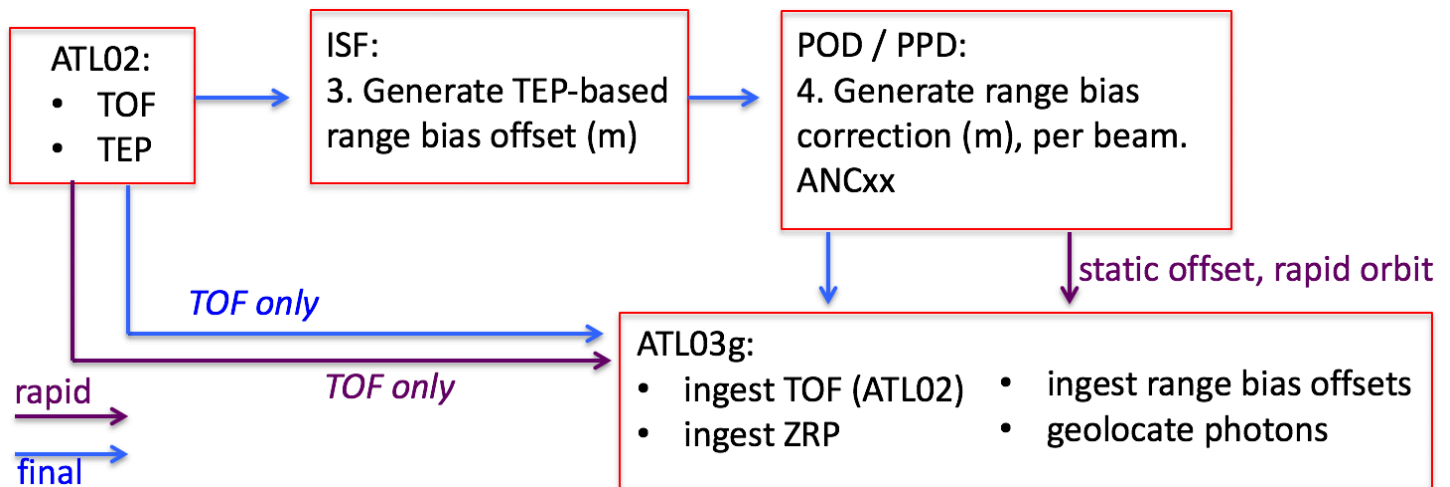 ATL02:
• TOF
• TEP
ISF:
3. Generate TEP-based
range bias offset (m)
POD / PPD:
4. Generate range bias
correction (m), per beam.
ANCxx
static offset, rapid orbit
TOF only
TOF only
rapid
final
ATL03g:
• ingest TOF (ATL02)
• ingest ZRP
• ingest range bias offsets
• geolocate photons